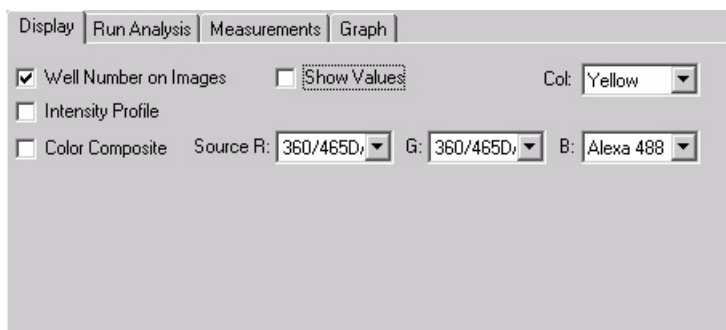 Display Run Analysis Measurements Graph
Well Number on Images Show Values Col: Yellow
Intensity Profile
Color Composite Source R: 360/465D, G: 360/465D, B: Alexa 488